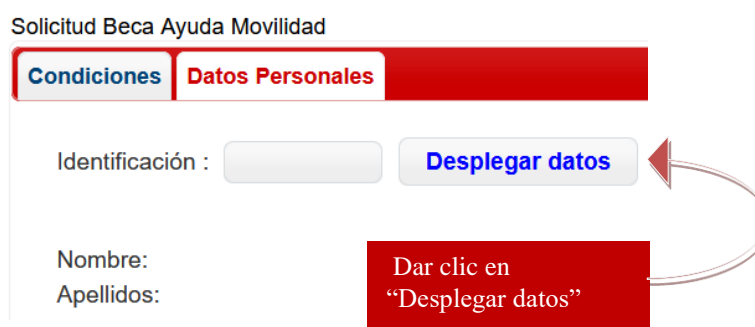 Solicitud Beca Ayuda Movilidad
Condiciones Datos Personales
Identificación : Desplegar datos
Nombre:
Apellidos:
Dar clic en
“Desplegar datos”